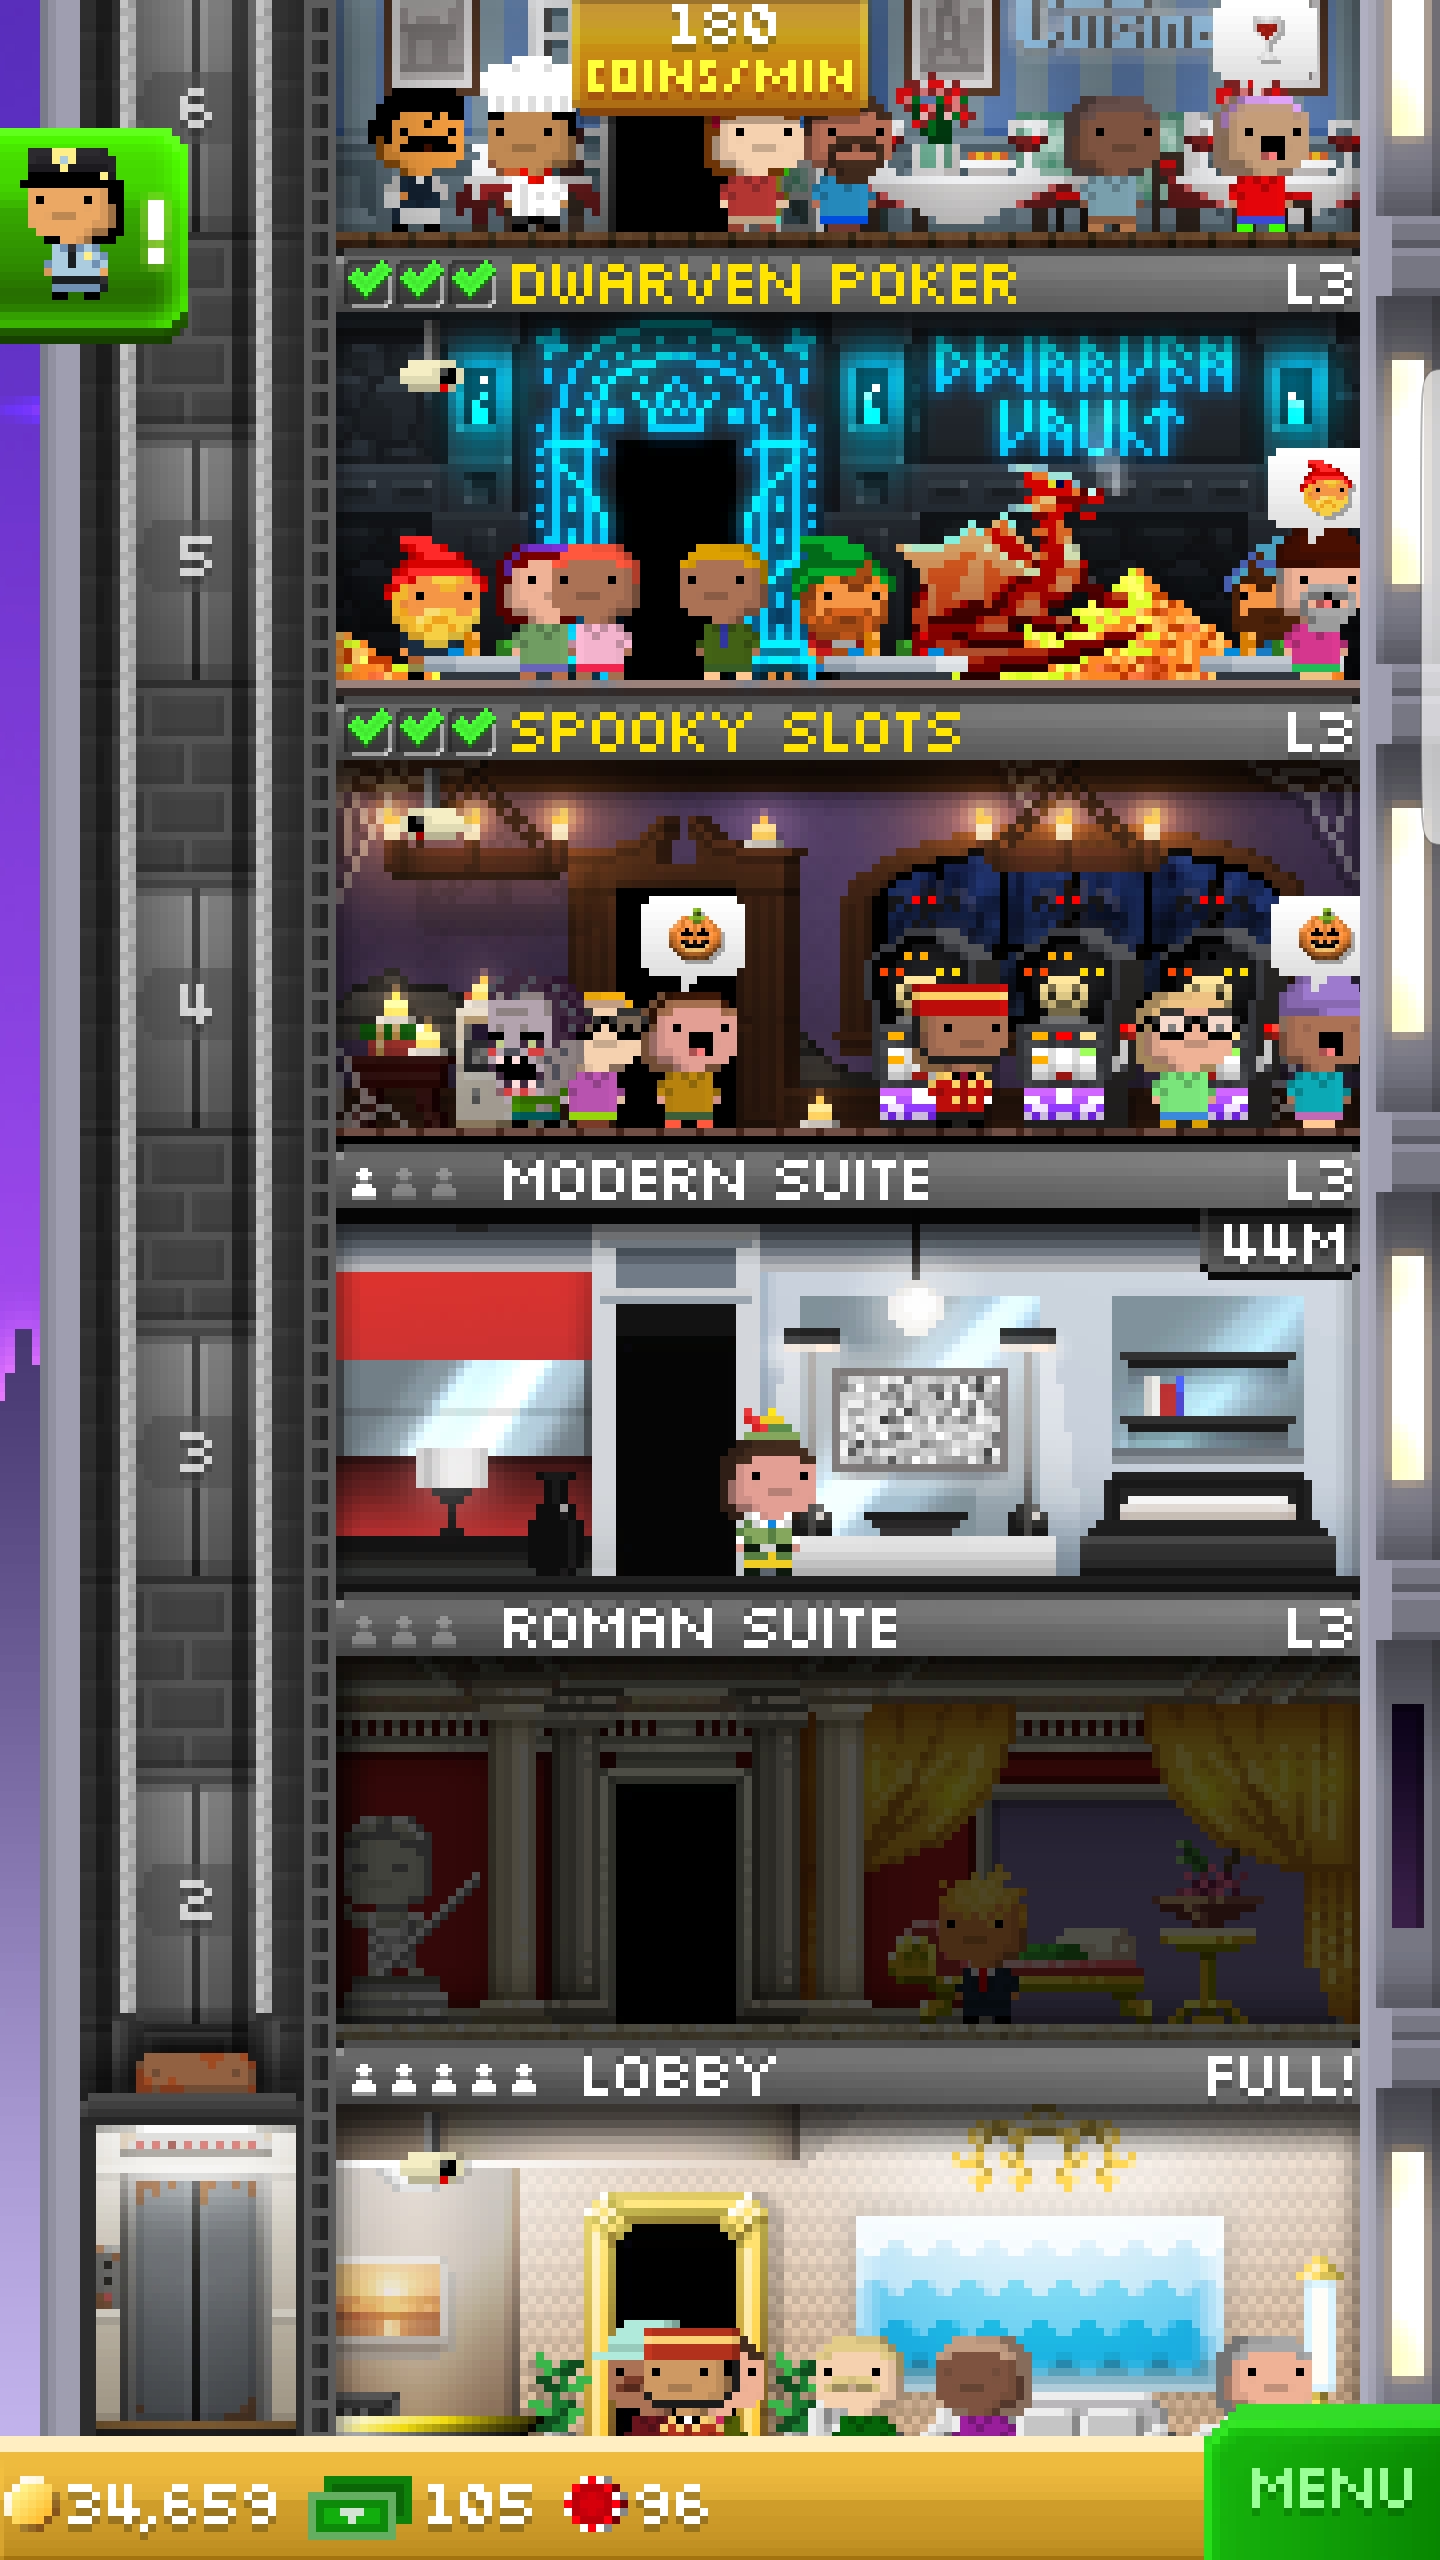 Cuisine
180
COINS/MIN
6
!
DWARVEN POKER L3
DWARVEN
VAULT
5
SPOOKY SLOTS L3
4
MODERN SUITE L3
44M
3
ROMAN SUITE L3
2
LOBBY FULL!
34,659 105 96
MENU